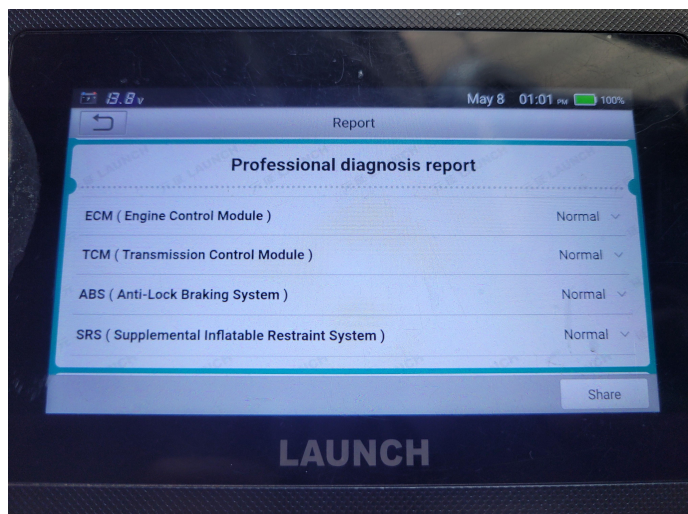 13.8 v May 8 01:01 PM 100%
Report
Professional diagnosis report
ECM ( Engine Control Module ) Normal
TCM ( Transmission Control Module ) Normal
ABS ( Anti-Lock Braking System ) Normal
SRS ( Supplemental Inflatable Restraint System ) Normal
Share
LAUNCH